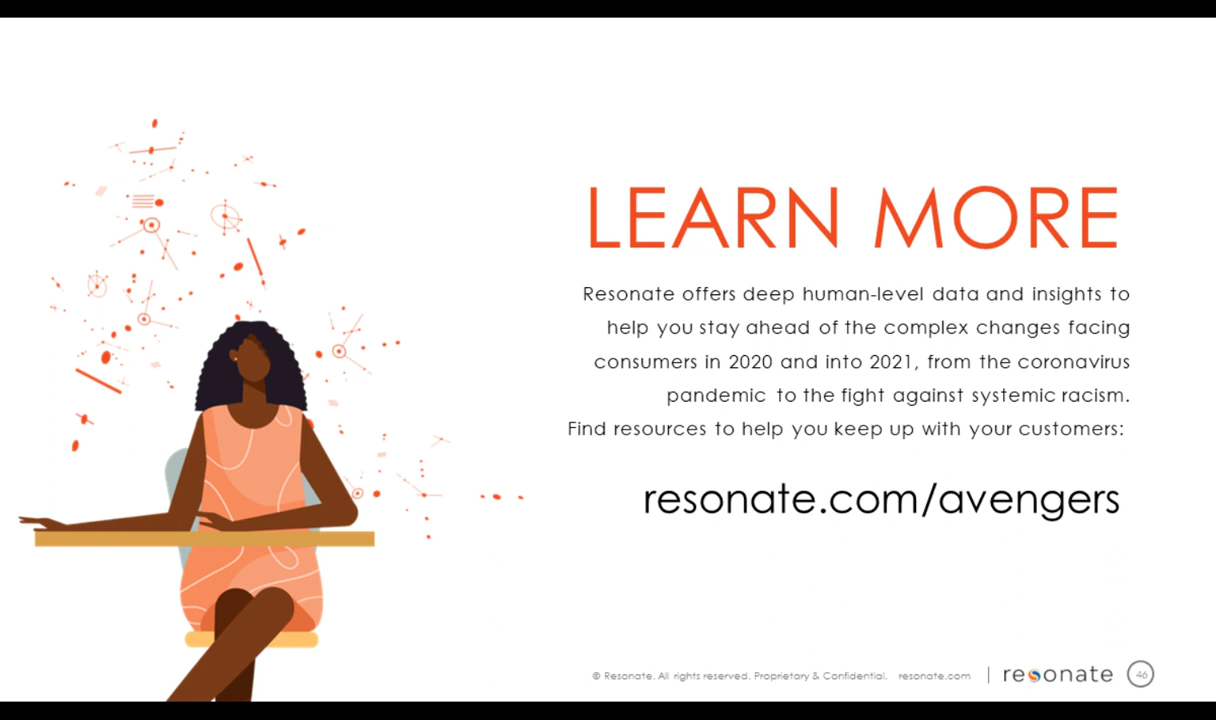 LEARN MORE
Resonate offers deep human-level data and insights to
help you stay ahead of the complex changes facing
consumers in 2020 and into 2021, from the coronavirus
pandemic to the fight against systemic racism.
Find resources to help you keep up with your customers:
resonate.com/avengers
© Resonate. All rights reserved. Proprietary & Confidential. resonate.com | resonate 46